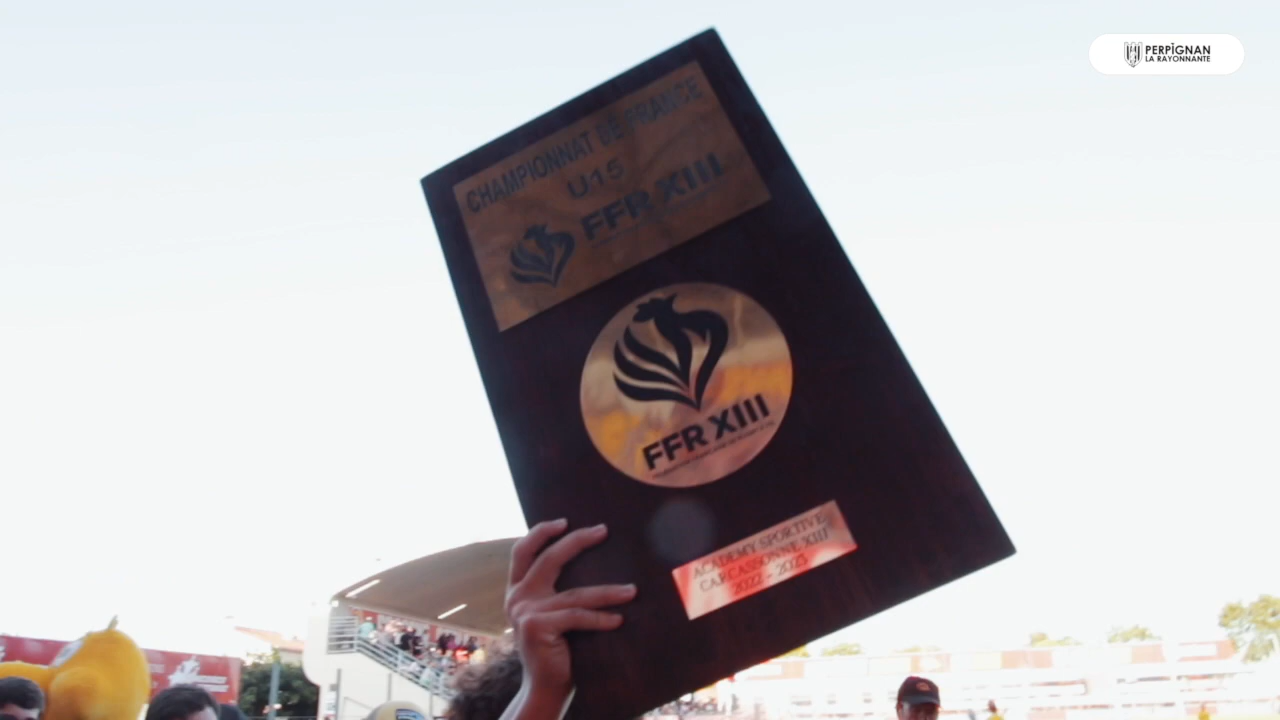 PERPIGNAN
LA RAYONNANTE
CHAMPIONNAT DE FRANCE
U15
FFR XIII
FFR XIII
ACADEMY SPORTIVE
CARCASSONNE XIII
2022 - 2023